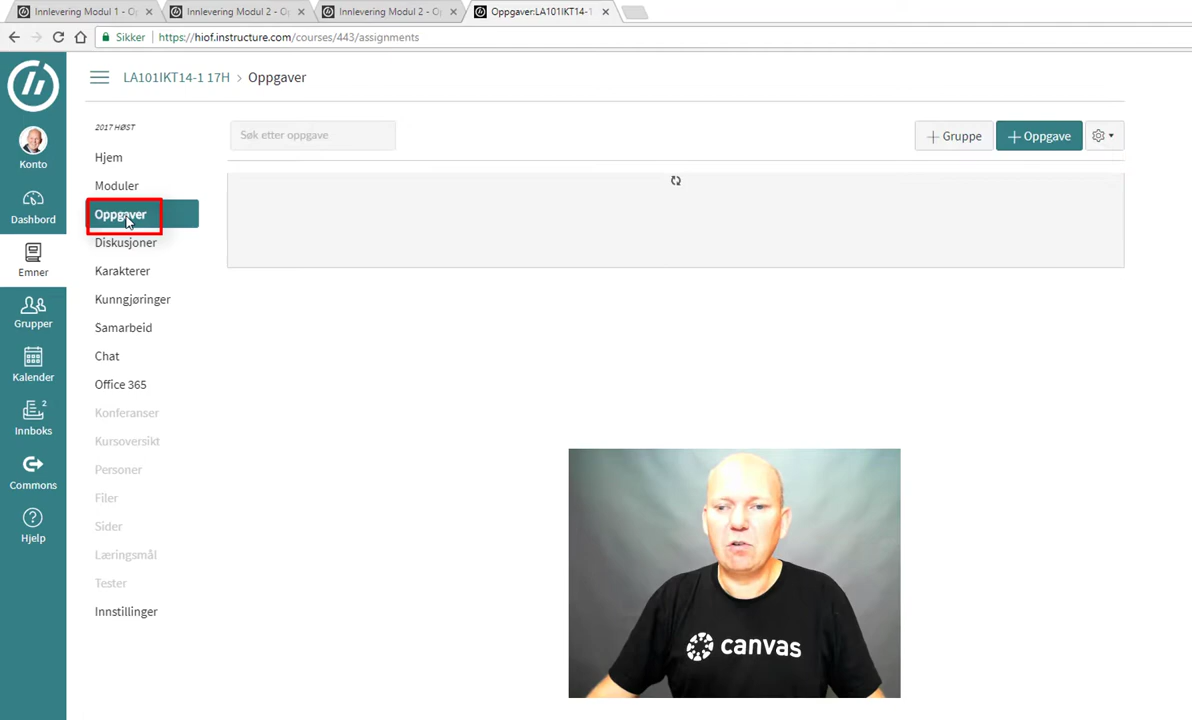 Innlevering Modul 1 - O
Innlevering Modul 2 - O
Innlevering Modul 2 - O
Oppgaver:LA101IKT14-1
Sikker
https://hiof.instructure.com/courses/443/assignments
LA101IKT14-1 17H > Oppgaver
Konto
Dashbord
Emner
Grupper
Kalender
2
Innboks
Commons
Hjelp
2017 HØST
Hjem
Moduler
Oppgaver
Diskusjoner
Karakterer
Kunngjøringer
Samarbeid
Chat
Office 365
Konferanser
Kursoversikt
Personer
Filer
Sider
Læringsmål
Tester
Innstillinger
Søk etter oppgave
+ Gruppe
+ Oppgave
canvas